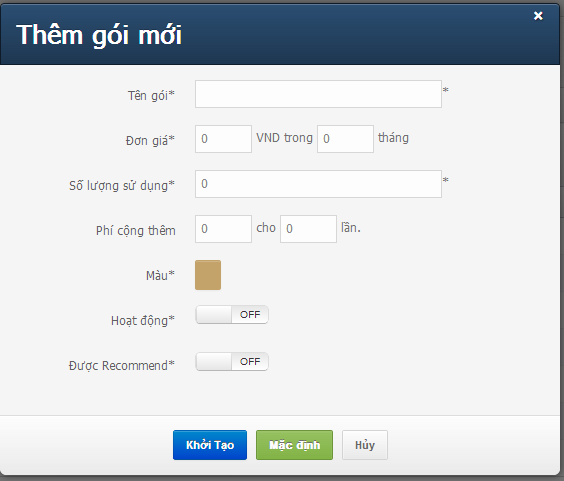 Thêm gói mới ×
Tên gói* *
Đơn giá* 0 VND trong 0 tháng
Số lượng sử dụng* 0 *
Phí cộng thêm 0 cho 0 lần.
Màu*
Hoạt động* OFF
Được Recommend* OFF
Khởi Tạo Mặc định Hủy